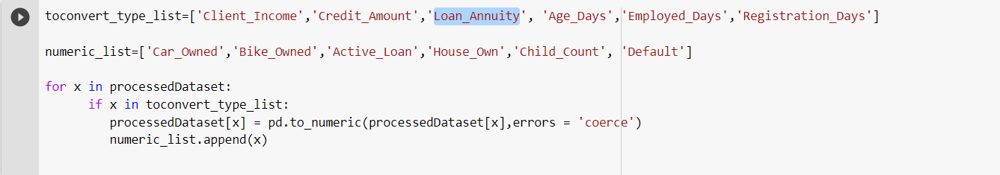 toconvert_type_list=['Client_Income','Credit_Amount','Loan_Annuity', 'Age_Days','Employed_Days','Registration_Days']
numeric_list=['Car_Owned','Bike_Owned','Active_Loan','House_Own','Child_Count', 'Default']
for x in processedDataset:
if x in toconvert_type_list:
processedDataset[x] = pd.to_numeric(processedDataset[x],errors = 'coerce')
numeric_list.append(x)